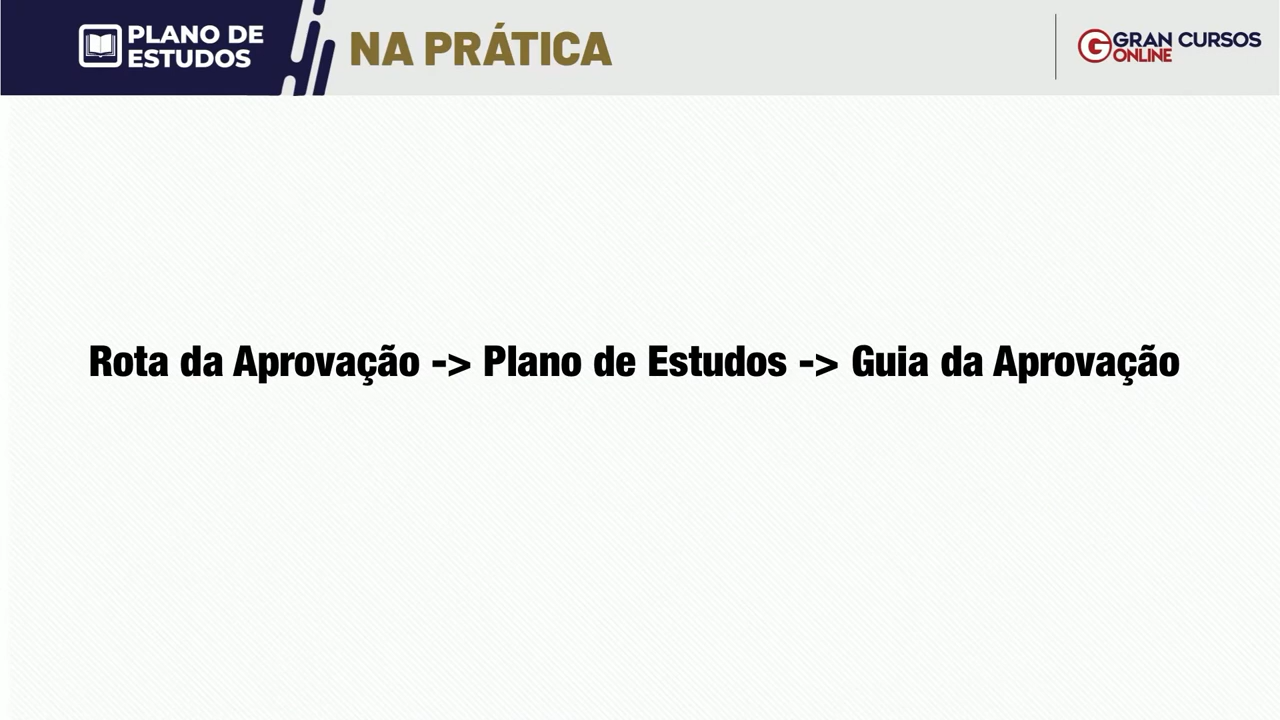 PLANO DE
ESTUDOS
NA PRÁTICA
GRAN CURSOS
ONLINE
Rota da Aprovação -> Plano de Estudos -> Guia da Aprovação